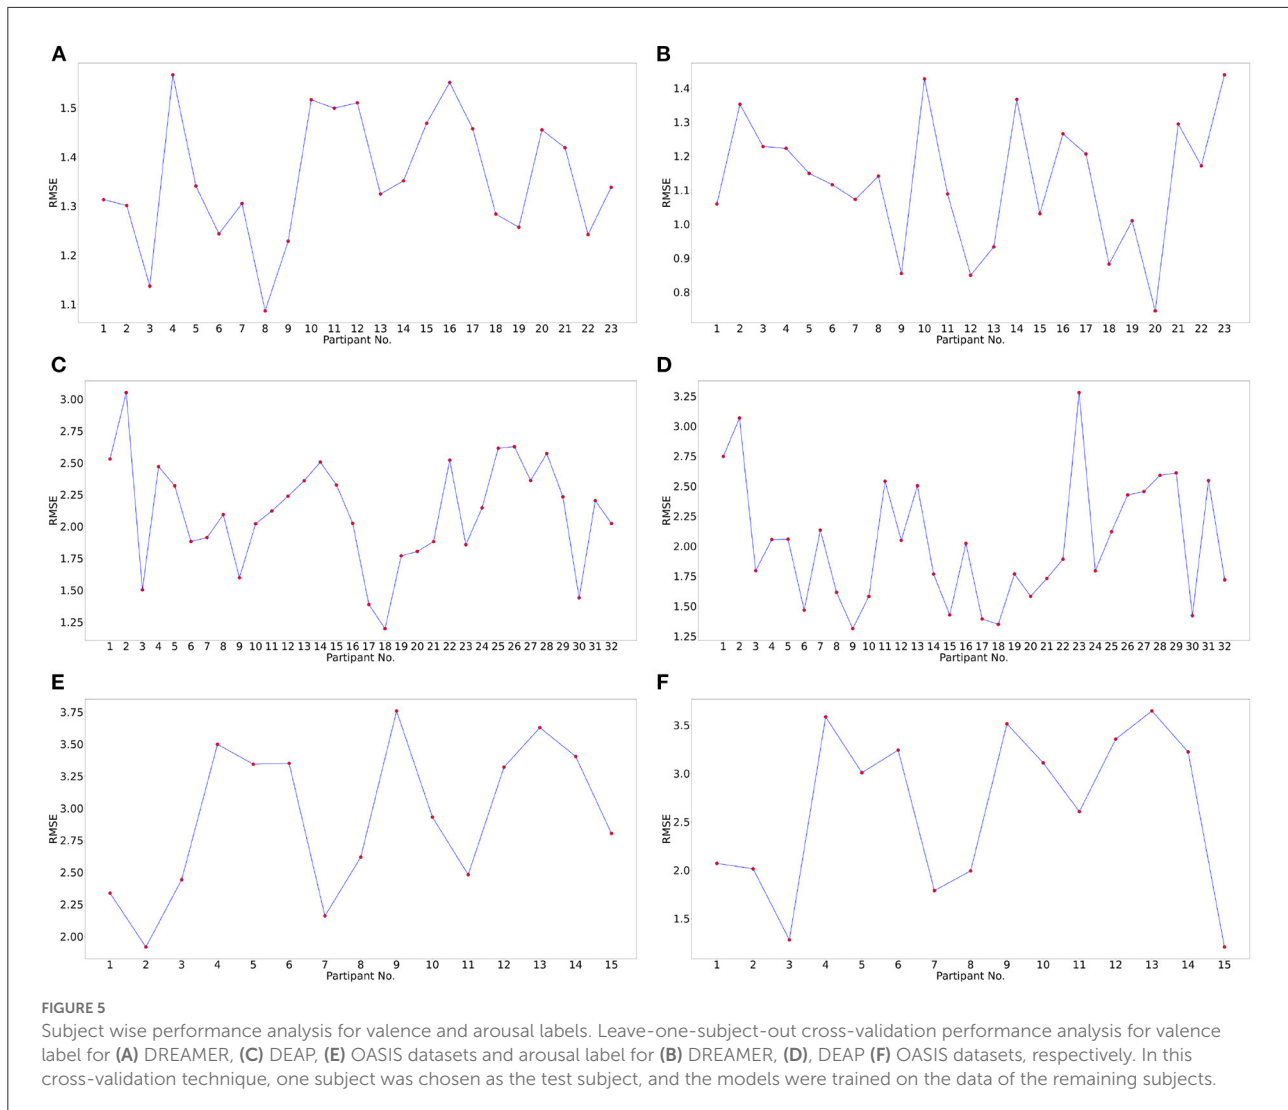 A
RMSE
1.5
1.4
1.3
1.2
1.1
1 2 3 4 5 6 7 8 9 10 11 12 13 14 15 16 17 18 19 20 21 22 23
Partipant No.
B
RMSE
1.4
1.3
1.2
1.1
1.0
0.9
0.8
1 2 3 4 5 6 7 8 9 10 11 12 13 14 15 16 17 18 19 20 21 22 23
Partipant No.
C
RMSE
3.00
2.75
2.50
2.25
2.00
1.75
1.50
1.25
1 2 3 4 5 6 7 8 9 10 11 12 13 14 15 16 17 18 19 20 21 22 23 24 25 26 27 28 29 30 31 32
Partipant No.
D
RMSE
3.25
3.00
2.75
2.50
2.25
2.00
1.75
1.50
1.25
1 2 3 4 5 6 7 8 9 10 11 12 13 14 15 16 17 18 19 20 21 22 23 24 25 26 27 28 29 30 31 32
Partipant No.
E
RMSE
3.75
3.50
3.25
3.00
2.75
2.50
2.25
2.00
1 2 3 4 5 6 7 8 9 10 11 12 13 14 15
Partipant No.
F
RMSE
3.5
3.0
2.5
2.0
1.5
1 2 3 4 5 6 7 8 9 10 11 12 13 14 15
Partipant No.
FIGURE 5
Subject wise performance analysis for valence and arousal labels. Leave-one-subject-out cross-validation performance analysis for valence
label for (A) DREAMER, (C) DEAP, (E) OASIS datasets and arousal label for (B) DREAMER, (D), DEAP (F) OASIS datasets, respectively. In this
cross-validation technique, one subject was chosen as the test subject, and the models were trained on the data of the remaining subjects.